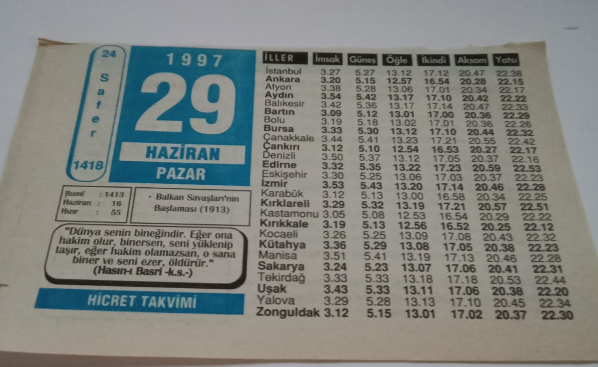 24
Safer
1418
1997
29
HAZİRAN
PAZAR
Rumî : 1413
Haziran : 16
Hızır : 55
· Balkan Savaşları'nın
Başlaması (1913)
"Dünya senin bineğindir. Eğer ona
hakim olur, binersen, seni yüklenip
taşır, eğer hakim olamazsan, o sana
biner ve seni ezer, öldürür."
(Hasın-ı Basri -k.s.-)
HİCRET TAKVİMİ
İLLER İmsak Güneş Öğle İkindi Akşam Yatsı
İstanbul 3.27 5.27 13.12 17.12 20.47 22.38
Ankara 3.20 5.15 12.57 16.54 20.28 22.15
Afyon 3.38 5.28 13.06 17.01 20.34 22.17
Aydın 3.54 5.42 13.17 17.10 20.42 22.22
Balıkesir 3.42 5.36 13.17 17.14 20.47 22.33
Bartın 3.09 5.12 13.01 17.00 20.36 22.29
Bolu 3.19 5.18 13.02 17.01 20.36 22.26
Bursa 3.33 5.30 13.12 17.10 20.44 22.32
Çanakkale 3.44 5.41 13.23 17.21 20.55 22.42
Çankırı 3.12 5.10 12.54 16.53 20.27 22.17
Denizli 3.50 5.37 13.12 17.05 20.37 22.16
Edirne 3.32 5.35 13.22 17.23 20.59 22.53
Eskişehir 3.30 5.25 13.06 17.03 20.37 22.23
İzmir 3.53 5.43 13.20 17.14 20.46 22.28
Karabük 3.12 5.13 13.00 16.58 20.34 22.25
Kırklareli 3.29 5.32 13.19 17.21 20.57 22.51
Kastamonu 3.05 5.08 12.53 16.54 20.29 22.22
Kırıkkale 3.19 5.13 12.56 16.52 20.25 22.12
Kocaeli 3.26 5.25 13.09 17.08 20.43 22.32
Kütahya 3.36 5.29 13.08 17.05 20.38 22.23
Manisa 3.51 5.41 13.19 17.13 20.46 22.28
Sakarya 3.24 5.23 13.07 17.06 20.41 22.31
Tekirdağ 3.33 5.33 13.18 17.18 20.53 22.44
Uşak 3.43 5.33 13.11 17.06 20.38 22.20
Yalova 3.29 5.28 13.13 17.10 20.45 22.34
Zonguldak 3.12 5.15 13.01 17.02 20.37 22.30